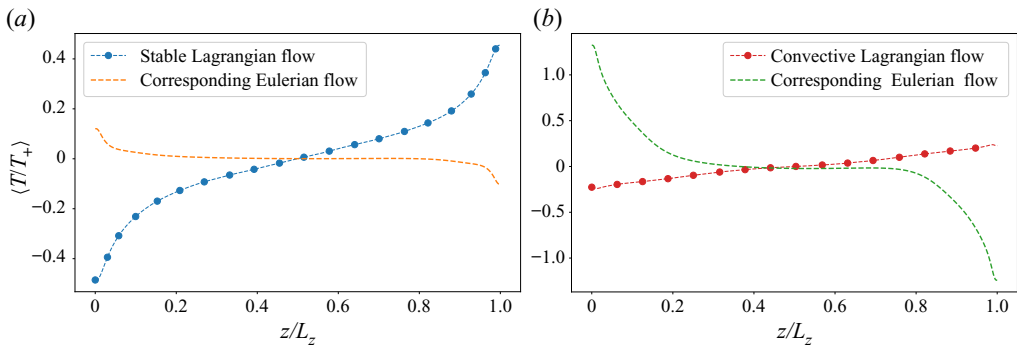 (a)
(b)
0.4
0.2
0
−0.2
−0.4
⟨T/T+⟩
Stable Lagrangian flow
Corresponding Eulerian flow
0
0.2
0.4
0.6
0.8
1.0
z/Lz
1.0
0.5
0
−0.5
−1.0
Convective Lagrangian flow
Corresponding Eulerian flow
0
0.2
0.4
0.6
0.8
1.0
z/Lz